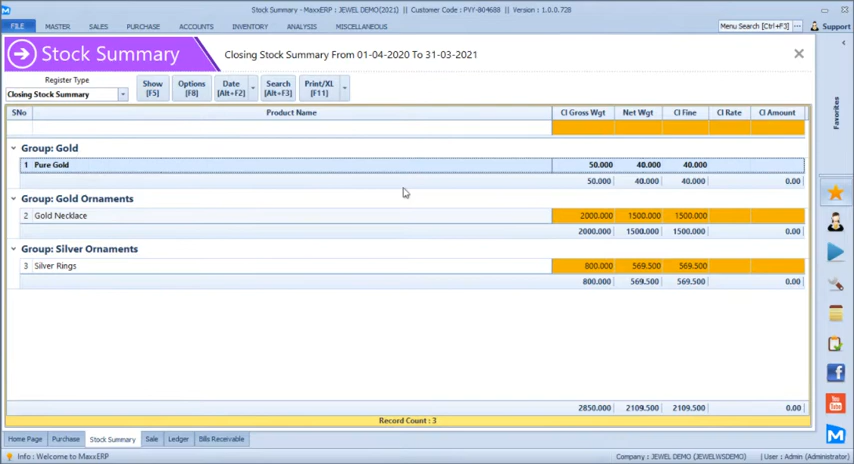 Stock Summary - MaxxERP : JEWEL DEMO(2021) || Customer Code : PVY-804688 || Version : 1.0.0.728
FILE MASTER SALES PURCHASE ACCOUNTS INVENTORY ANALYSIS MISCELLANEOUS Menu Search [Ctrl+F3] ... Support
Stock Summary Closing Stock Summary From 01-04-2020 To 31-03-2021
Register Type
Closing Stock Summary
Show [F5]
Options [F8]
Date [Alt+F2]
Search [Alt+F3]
Print/XL [F11]
Favorites
SNo Product Name Cl Gross Wgt Net Wgt Cl Fine Cl Rate Cl Amount
Group: Gold
1 Pure Gold 50.000 40.000 40.000
50.000 40.000 40.000 0.00
Group: Gold Ornaments
2 Gold Necklace 2000.000 1500.000 1500.000
2000.000 1500.000 1500.000 0.00
Group: Silver Ornaments
3 Silver Rings 800.000 569.500 569.500
800.000 569.500 569.500 0.00
2850.000 2109.500 2109.500 0.00
Record Count : 3
You Tube
Home Page Purchase Stock Summary Sale Ledger Bills Receivable
Info : Welcome to MaxxERP Company : JEWEL DEMO (JEWELWSDEMO) | User : Admin (Administrator)